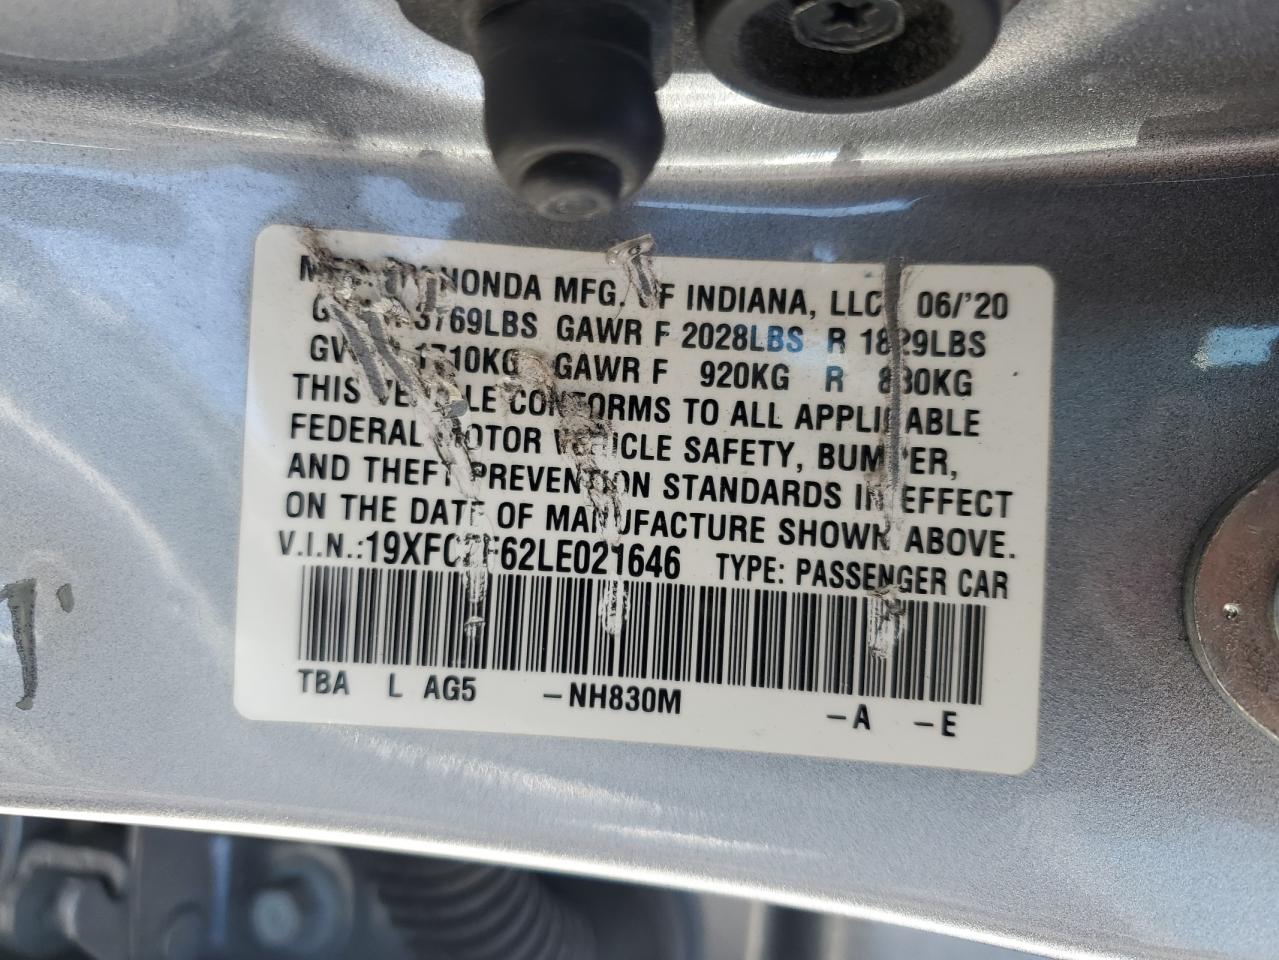 HONDA MFG. OF INDIANA, LLC 06/'20
3769LBS GAWR F 2028LBS R 1829LBS
1710KG GAWR F 920KG R 830KG
THIS VEHICLE CONFORMS TO ALL APPLICABLE
FEDERAL MOTOR VEHICLE SAFETY, BUMPER,
AND THEFT PREVENTION STANDARDS IN EFFECT
ON THE DATE OF MANUFACTURE SHOWN ABOVE.
V.I.N.: TYPE: PASSENGER CAR
TBA L AG5 –NH830M –A –E